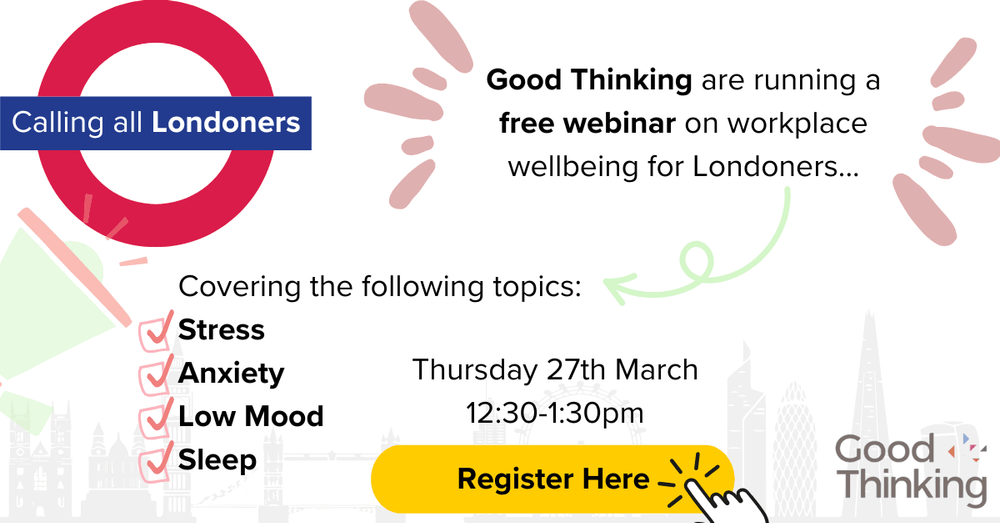 Calling all Londoners
Good Thinking are running a
free webinar on workplace
wellbeing for Londoners...
Covering the following topics:
Stress
Anxiety
Low Mood
Sleep
Thursday 27th March
12:30-1:30pm
Register Here
Good
Thinking